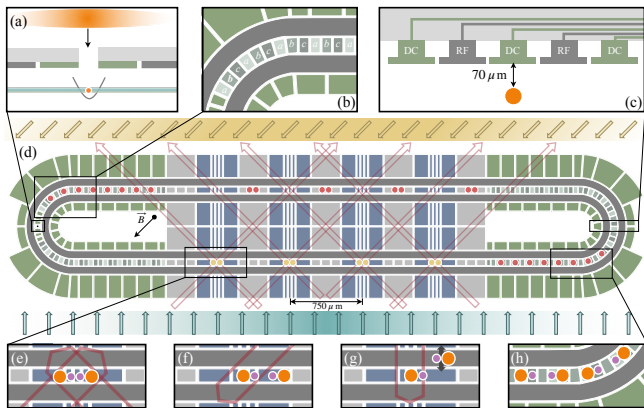 (a)
(b)
a b c a b c a b c a
DC RF DC RF DC
70 μm
(c)
(d)
B
750 μm
(e)
(f)
(g)
(h)